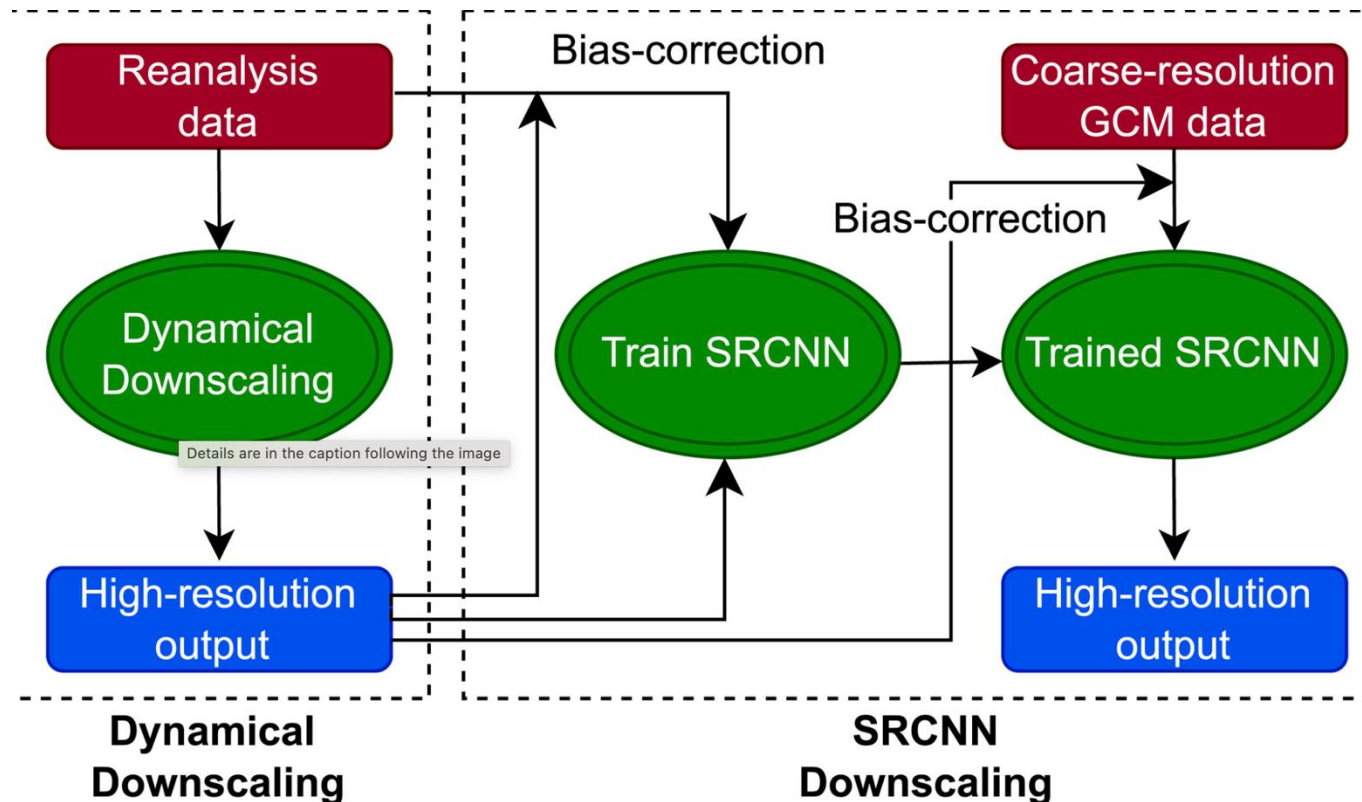 Reanalysis
data
Bias-correction
Coarse-resolution
GCM data
Bias-correction
Dynamical
Downscaling
Train SRCNN
Trained SRCNN
Details are in the caption following the image
High-resolution
output
High-resolution
output
Dynamical
Downscaling
SRCNN
Downscaling